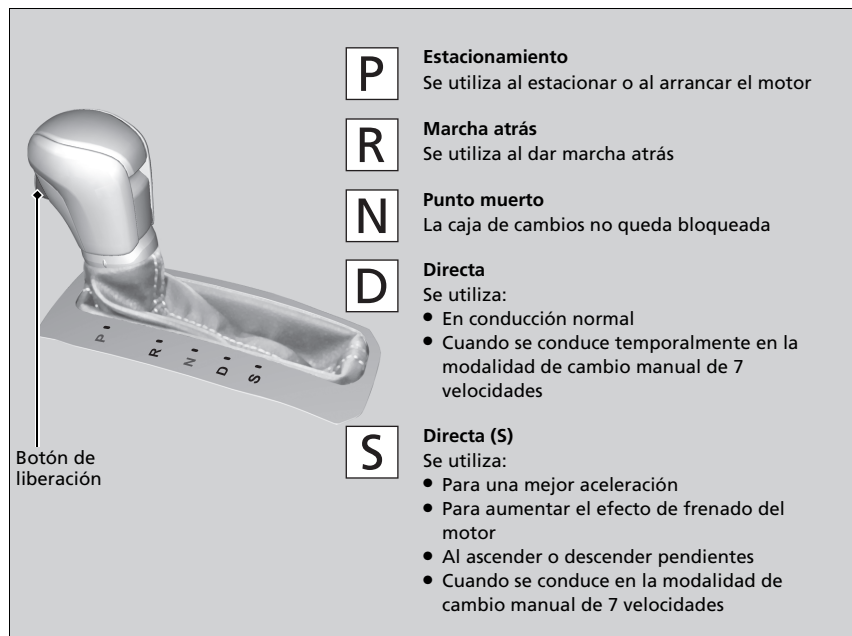 P
Estacionamiento
Se utiliza al estacionar o al arrancar el motor
R
Marcha atrás
Se utiliza al dar marcha atrás
N
Punto muerto
La caja de cambios no queda bloqueada
D
Directa
Se utiliza:
● En conducción normal
● Cuando se conduce temporalmente en la
modalidad de cambio manual de 7
velocidades
S
Directa (S)
Se utiliza:
● Para una mejor aceleración
● Para aumentar el efecto de frenado del
motor
● Al ascender o descender pendientes
● Cuando se conduce en la modalidad de
cambio manual de 7 velocidades
P
R
N
D
S
Botón de
liberación